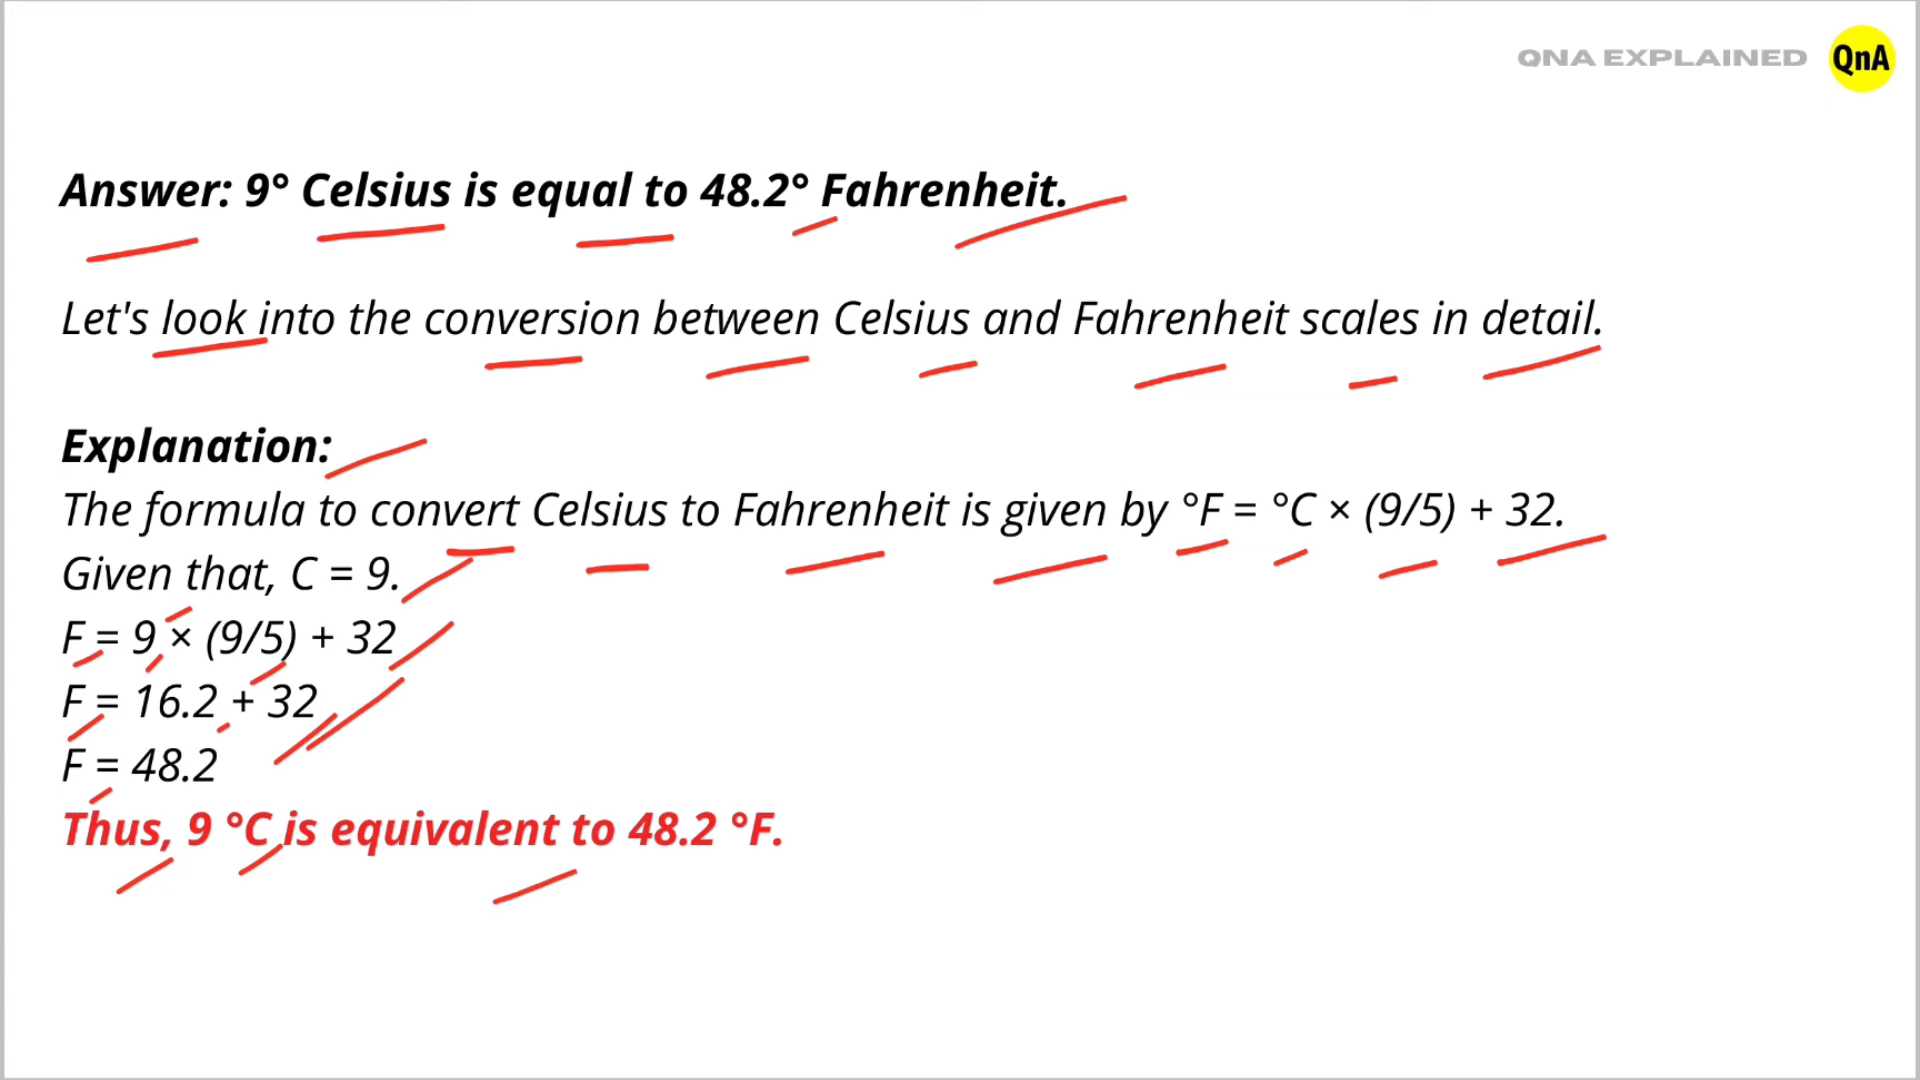 QNA EXPLAINED QnA
Answer: 9° Celsius is equal to 48.2° Fahrenheit.
Let's look into the conversion between Celsius and Fahrenheit scales in detail.
Explanation:
The formula to convert Celsius to Fahrenheit is given by °F = °C × (9/5) + 32.
Given that, C = 9.
F = 9 × (9/5) + 32
F = 16.2 + 32
F = 48.2
Thus, 9 °C is equivalent to 48.2 °F.